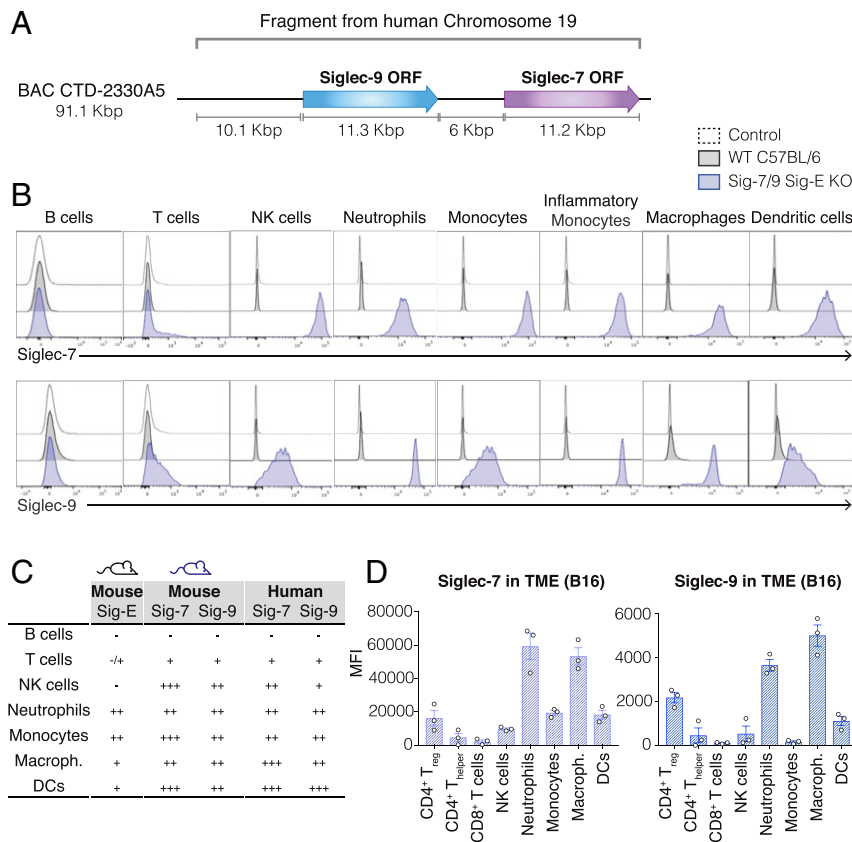 A
Fragment from human Chromosome 19
BAC CTD-2330A5
91.1 Kbp
Siglec-9 ORF
Siglec-7 ORF
10.1 Kbp
11.3 Kbp
6 Kbp
11.2 Kbp
Control
WT C57BL/6
Sig-7/9 Sig-E KO
B
B cells
T cells
NK cells
Neutrophils
Monocytes
Inflammatory
Monocytes
Macrophages
Dendritic cells
Siglec-7
Siglec-9
C
Mouse Mouse Human
Sig-E Sig-7 Sig-9 Sig-7 Sig-9
B cells - - - - -
T cells -/+ + + + +
NK cells - +++ ++ ++ +
Neutrophils ++ ++ ++ ++ ++
Monocytes ++ +++ ++ ++ ++
Macroph. + ++ ++ +++ ++
DCs + +++ ++ +++ +++
D
Siglec-7 in TME (B16)
MFI
80000
60000
40000
20000
0
CD4⁺ Treg
CD4⁺ Thelper
CD8⁺ T cells
NK cells
Neutrophils
Monocytes
Macroph.
DCs
Siglec-9 in TME (B16)
6000
4000
2000
0
CD4⁺ Treg
CD4⁺ Thelper
CD8⁺ T cells
NK cells
Neutrophils
Monocytes
Macroph.
DCs